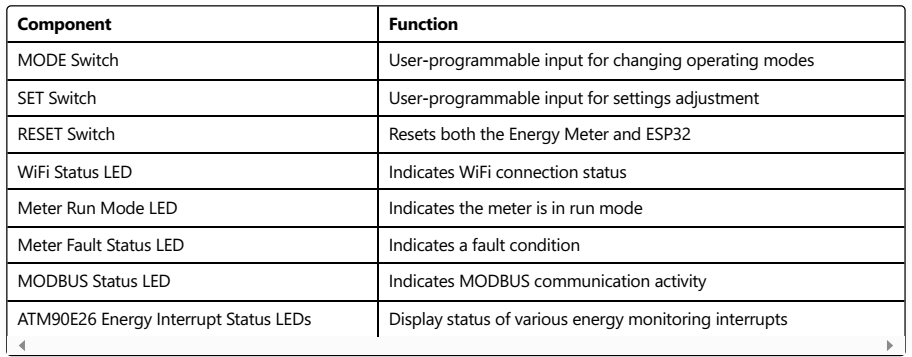 Component Function
MODE Switch User-programmable input for changing operating modes
SET Switch User-programmable input for settings adjustment
RESET Switch Resets both the Energy Meter and ESP32
WiFi Status LED Indicates WiFi connection status
Meter Run Mode LED Indicates the meter is in run mode
Meter Fault Status LED Indicates a fault condition
MODBUS Status LED Indicates MODBUS communication activity
ATM90E26 Energy Interrupt Status LEDs Display status of various energy monitoring interrupts